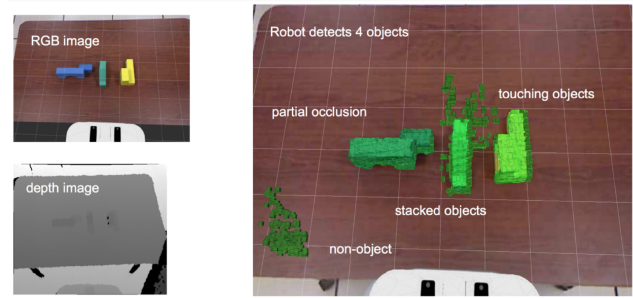 RGB image
Robot detects 4 objects
touching objects
partial occlusion
depth image
stacked objects
non-object